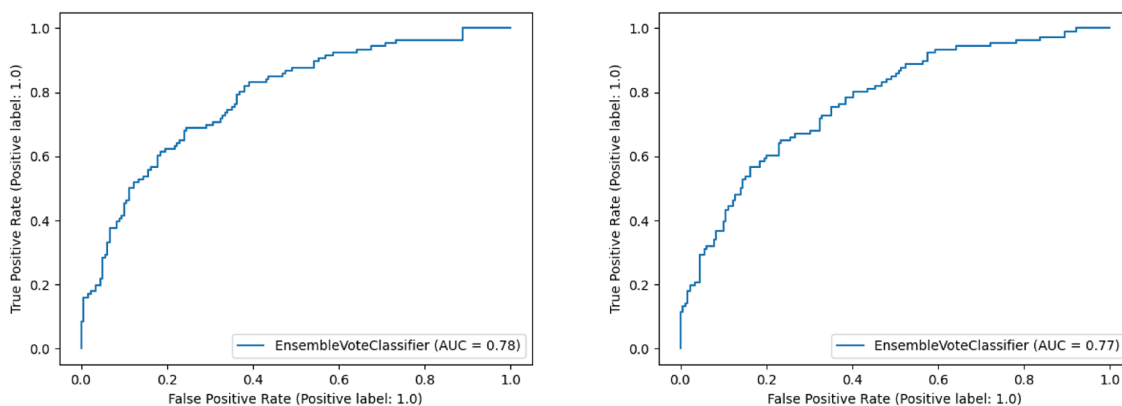 1.0
0.8
0.6
0.4
0.2
0.0
True Positive Rate (Positive label: 1.0)
EnsembleVoteClassifier (AUC = 0.78)
0.0 0.2 0.4 0.6 0.8 1.0
False Positive Rate (Positive label: 1.0)
1.0
0.8
0.6
0.4
0.2
0.0
True Positive Rate (Positive label: 1.0)
EnsembleVoteClassifier (AUC = 0.77)
0.0 0.2 0.4 0.6 0.8 1.0
False Positive Rate (Positive label: 1.0)